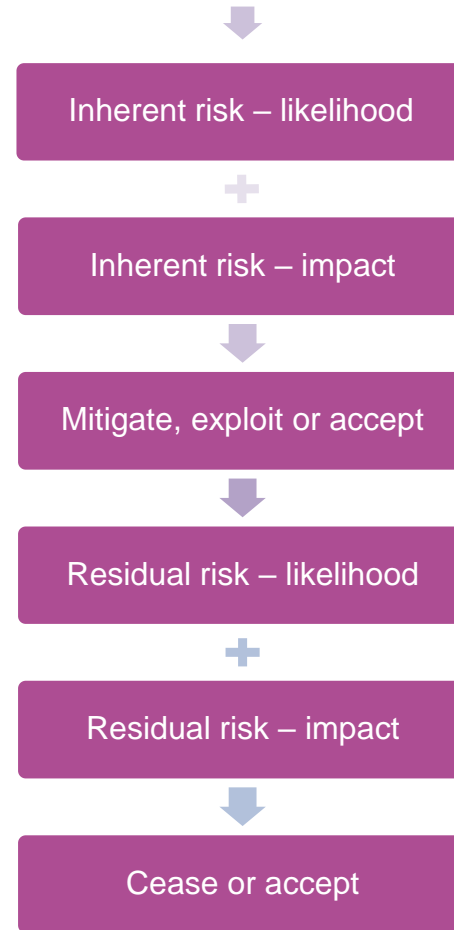 Inherent risk – likelihood
Inherent risk – impact
Mitigate, exploit or accept
Residual risk – likelihood
Residual risk – impact
Cease or accept